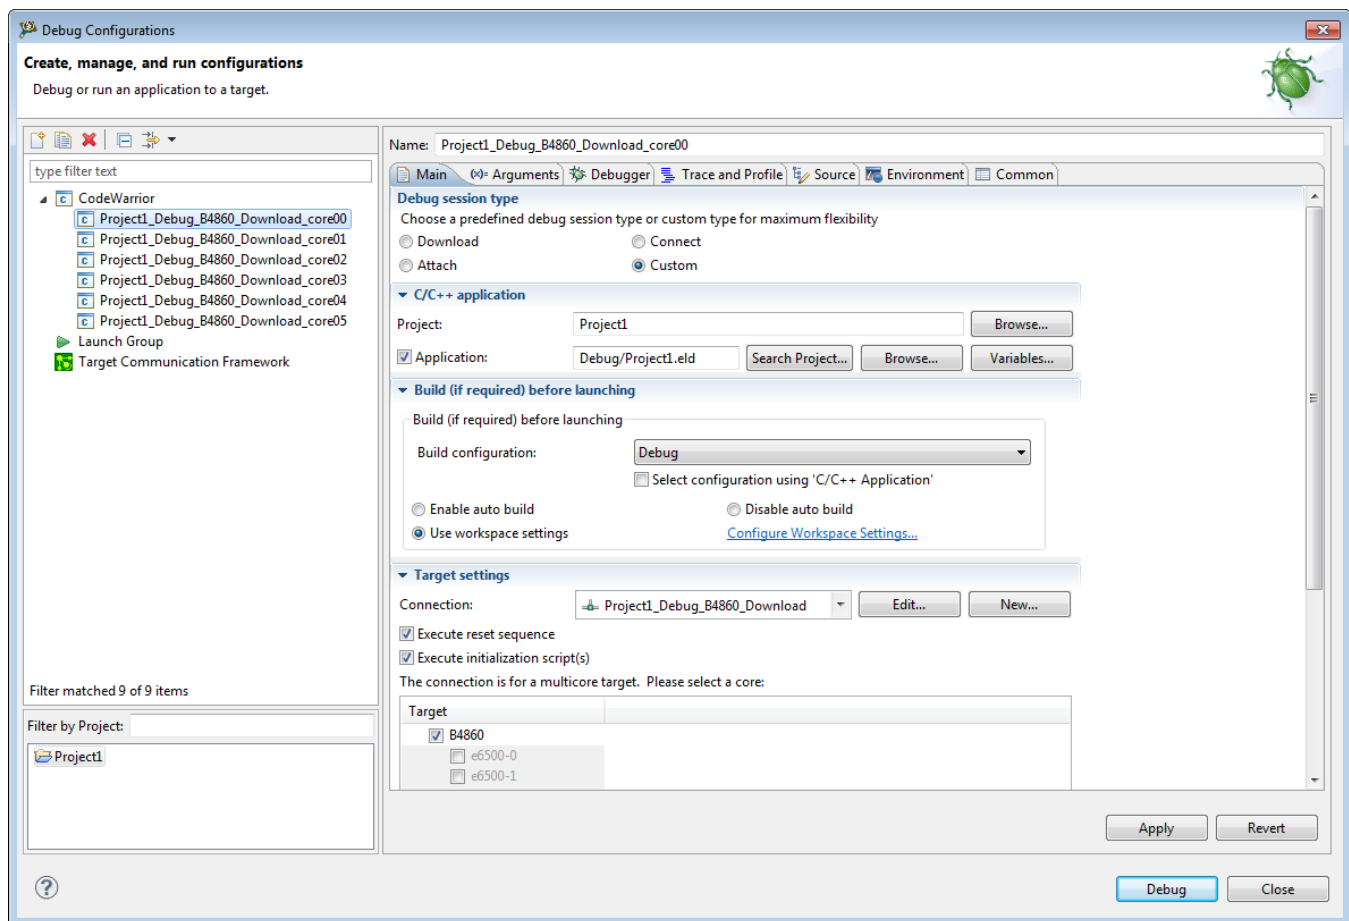 Debug Configurations
Create, manage, and run configurations
Debug or run an application to a target.
type filter text
CodeWarrior
Project1_Debug_B4860_Download_core00
Project1_Debug_B4860_Download_core01
Project1_Debug_B4860_Download_core02
Project1_Debug_B4860_Download_core03
Project1_Debug_B4860_Download_core04
Project1_Debug_B4860_Download_core05
Launch Group
Target Communication Framework
Filter matched 9 of 9 items
Filter by Project:
Project1
Name: Project1_Debug_B4860_Download_core00
Main (x)= Arguments Debugger Trace and Profile Source Environment Common
Debug session type
Choose a predefined debug session type or custom type for maximum flexibility
Download Connect
Attach Custom
C/C++ application
Project: Project1 Browse...
Application: Debug/Project1.eld Search Project... Browse... Variables...
Build (if required) before launching
Build (if required) before launching
Build configuration: Debug
Select configuration using 'C/C++ Application'
Enable auto build Disable auto build
Use workspace settings Configure Workspace Settings...
Target settings
Connection: Project1_Debug_B4860_Download Edit... New...
Execute reset sequence
Execute initialization script(s)
The connection is for a multicore target. Please select a core:
Target
B4860
e6500-0
e6500-1
Apply Revert
? Debug Close